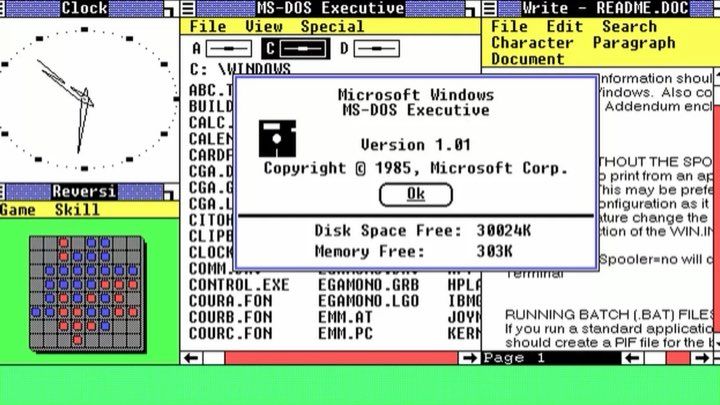 Clock
MS-DOS Executive
Write - README.DOC
File View Special
A C D
C: \WINDOWS
ABC.T
BUILD
CALC.
CALEN
CARDF
CGA.D
CGA.G
CGA.L
CITOH
CLIPB
CLOCK
COMM.
CONTROL.EXE EGAMONO.GRB HPLA
COURA.FON EGAMONO.LGO IBMG
COURB.FON EMM.AT JOYM
COURC.FON EMM.PC KERN
Microsoft Windows
MS-DOS Executive
Version 1.01
Copyright © 1985, Microsoft Corp.
Ok
Disk Space Free: 30024K
Memory Free: 303K
File Edit Search
Character Paragraph
Document
nformation shoul
indows. Also co
Addendum encl
THOUT THE SPO
o print from an ap
This may be prefe
onfiguration as it
ture change the
ction of the WIN.IN
Spooler=no will d
Terminal
RUNNING BATCH (.BAT) FILES
If you run a standard applicatio
should create a PIF file for the b
Page 1
Reversi
Game Skill